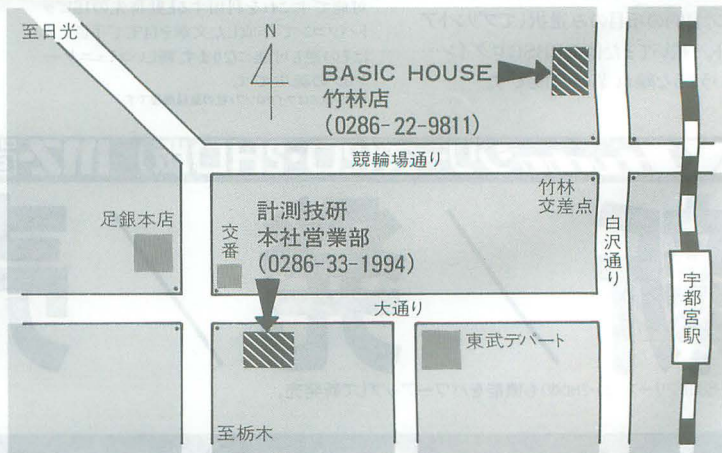 至日光
N
BASIC HOUSE
竹林店
(0286-22-9811)
競輪場通り
竹林
交差点
足銀本店
交番
計測技研
本社営業部
(0286-33-1994)
白沢通り
宇都宮駅
大通り
東武デパート
至栃木